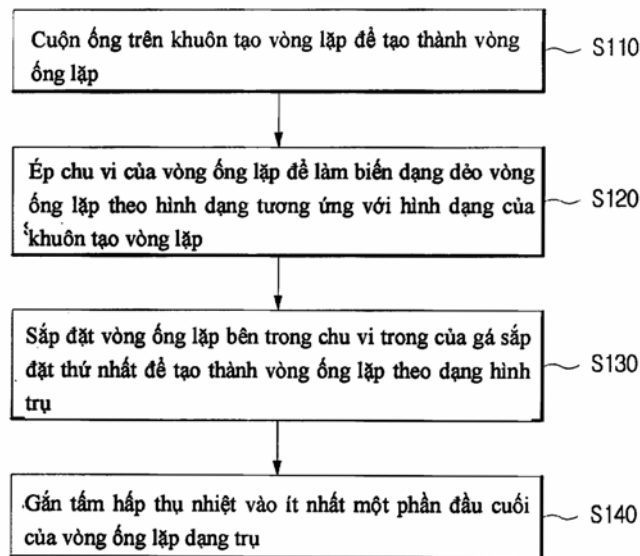 Cuộn ống trên khuôn tạo vòng lặp để tạo thành vòng
ống lặp
S110
Ép chu vi của vòng ống lặp để làm biến dạng dẻo vòng
ống lặp theo hình dạng tương ứng với hình dạng của
khuôn tạo vòng lặp
S120
Sắp đặt vòng ống lặp bên trong chu vi trong của gá sắp
đặt thứ nhất để tạo thành vòng ống lặp theo dạng hình
trụ
S130
Gắn tấm hấp thụ nhiệt vào ít nhất một phần đầu cuối
của vòng ống lặp dạng trụ
S140